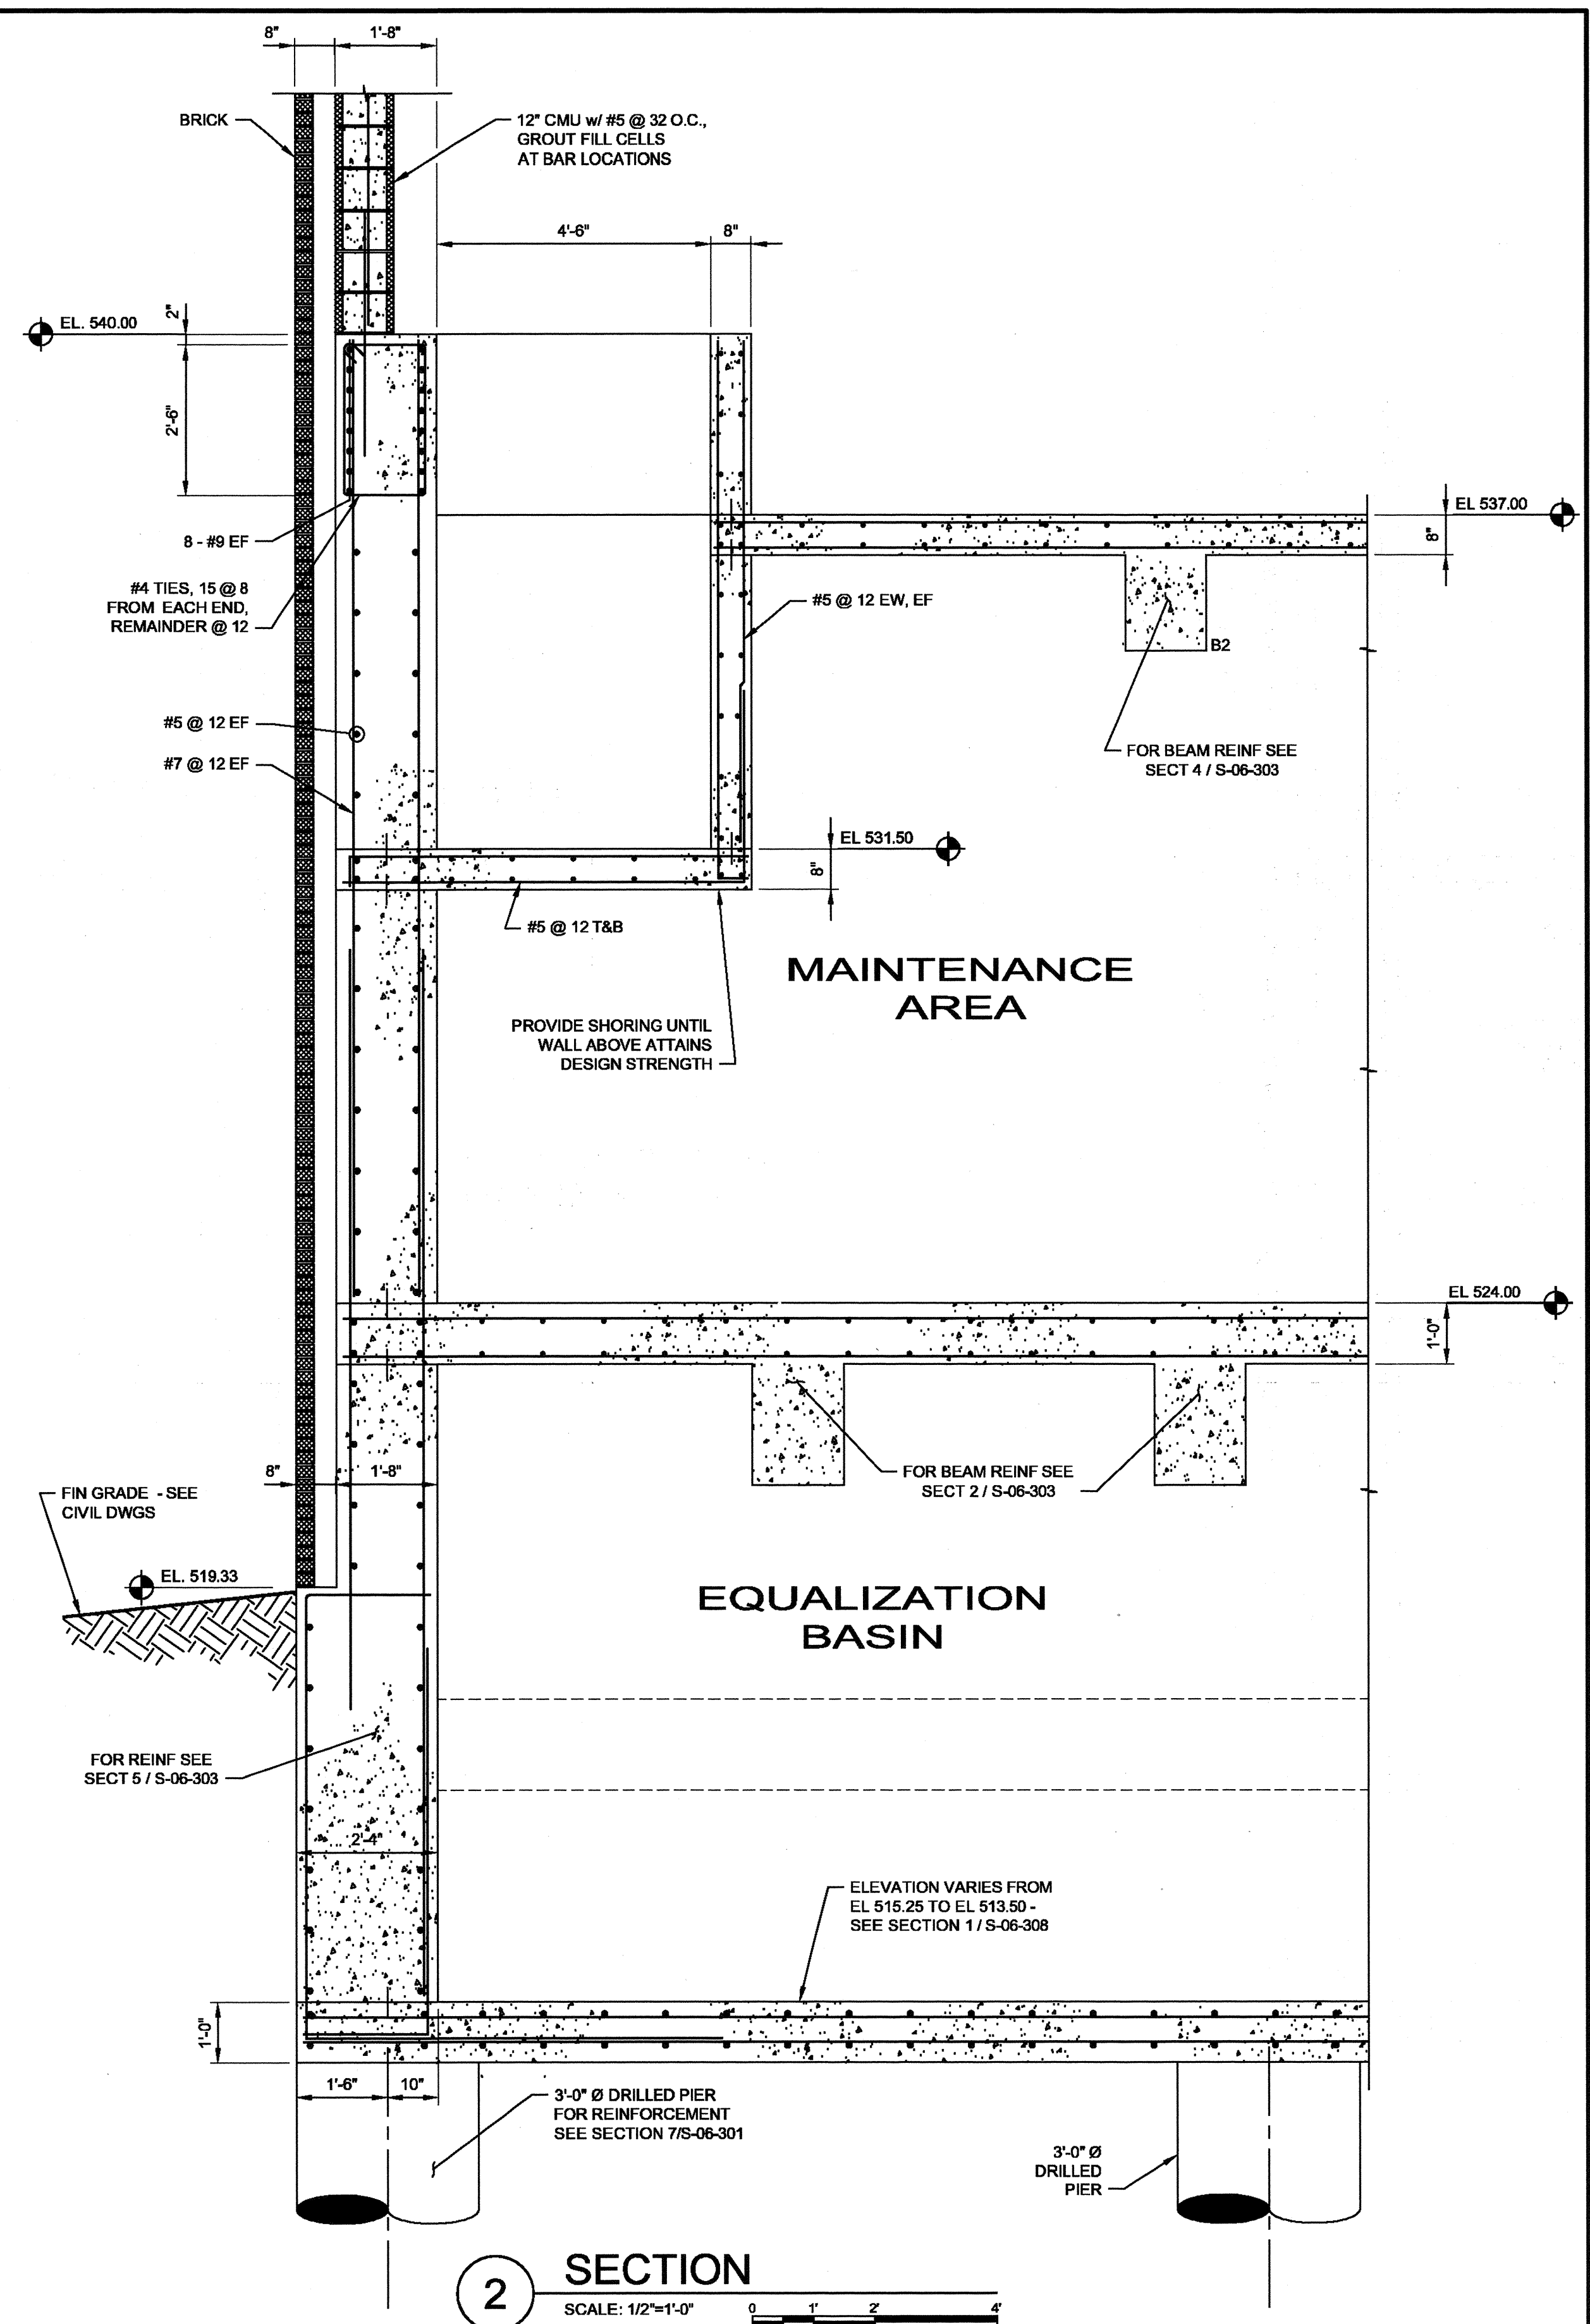 8"
1'-8"
BRICK
12" CMU w/ #5 @ 32 O.C.,
GROUT FILL CELLS
AT BAR LOCATIONS
4'-6"
8"
EL. 540.00
2"
2'-6"
EL 537.00
8"
8 - #9 EF
#4 TIES, 15 @ 8
FROM EACH END,
REMAINDER @ 12
#5 @ 12 EW, EF
B2
#5 @ 12 EF
#7 @ 12 EF
FOR BEAM REINF SEE
SECT 4 / S-06-303
EL 531.50
8"
#5 @ 12 T&B
MAINTENANCE
AREA
PROVIDE SHORING UNTIL
WALL ABOVE ATTAINS
DESIGN STRENGTH
EL 524.00
1'-0"
8"
1'-8"
FOR BEAM REINF SEE
SECT 2 / S-06-303
FIN GRADE - SEE
CIVIL DWGS
EL. 519.33
EQUALIZATION
BASIN
FOR REINF SEE
SECT 5 / S-06-303
2'-4"
ELEVATION VARIES FROM
EL 515.25 TO EL 513.50 -
SEE SECTION 1 / S-06-308
1'-0"
1'-6"
10"
3'-0" Ø DRILLED PIER
FOR REINFORCEMENT
SEE SECTION 7/S-06-301
3'-0" Ø
DRILLED
PIER
2
SECTION
SCALE: 1/2"=1'-0"
0 1' 2' 4'